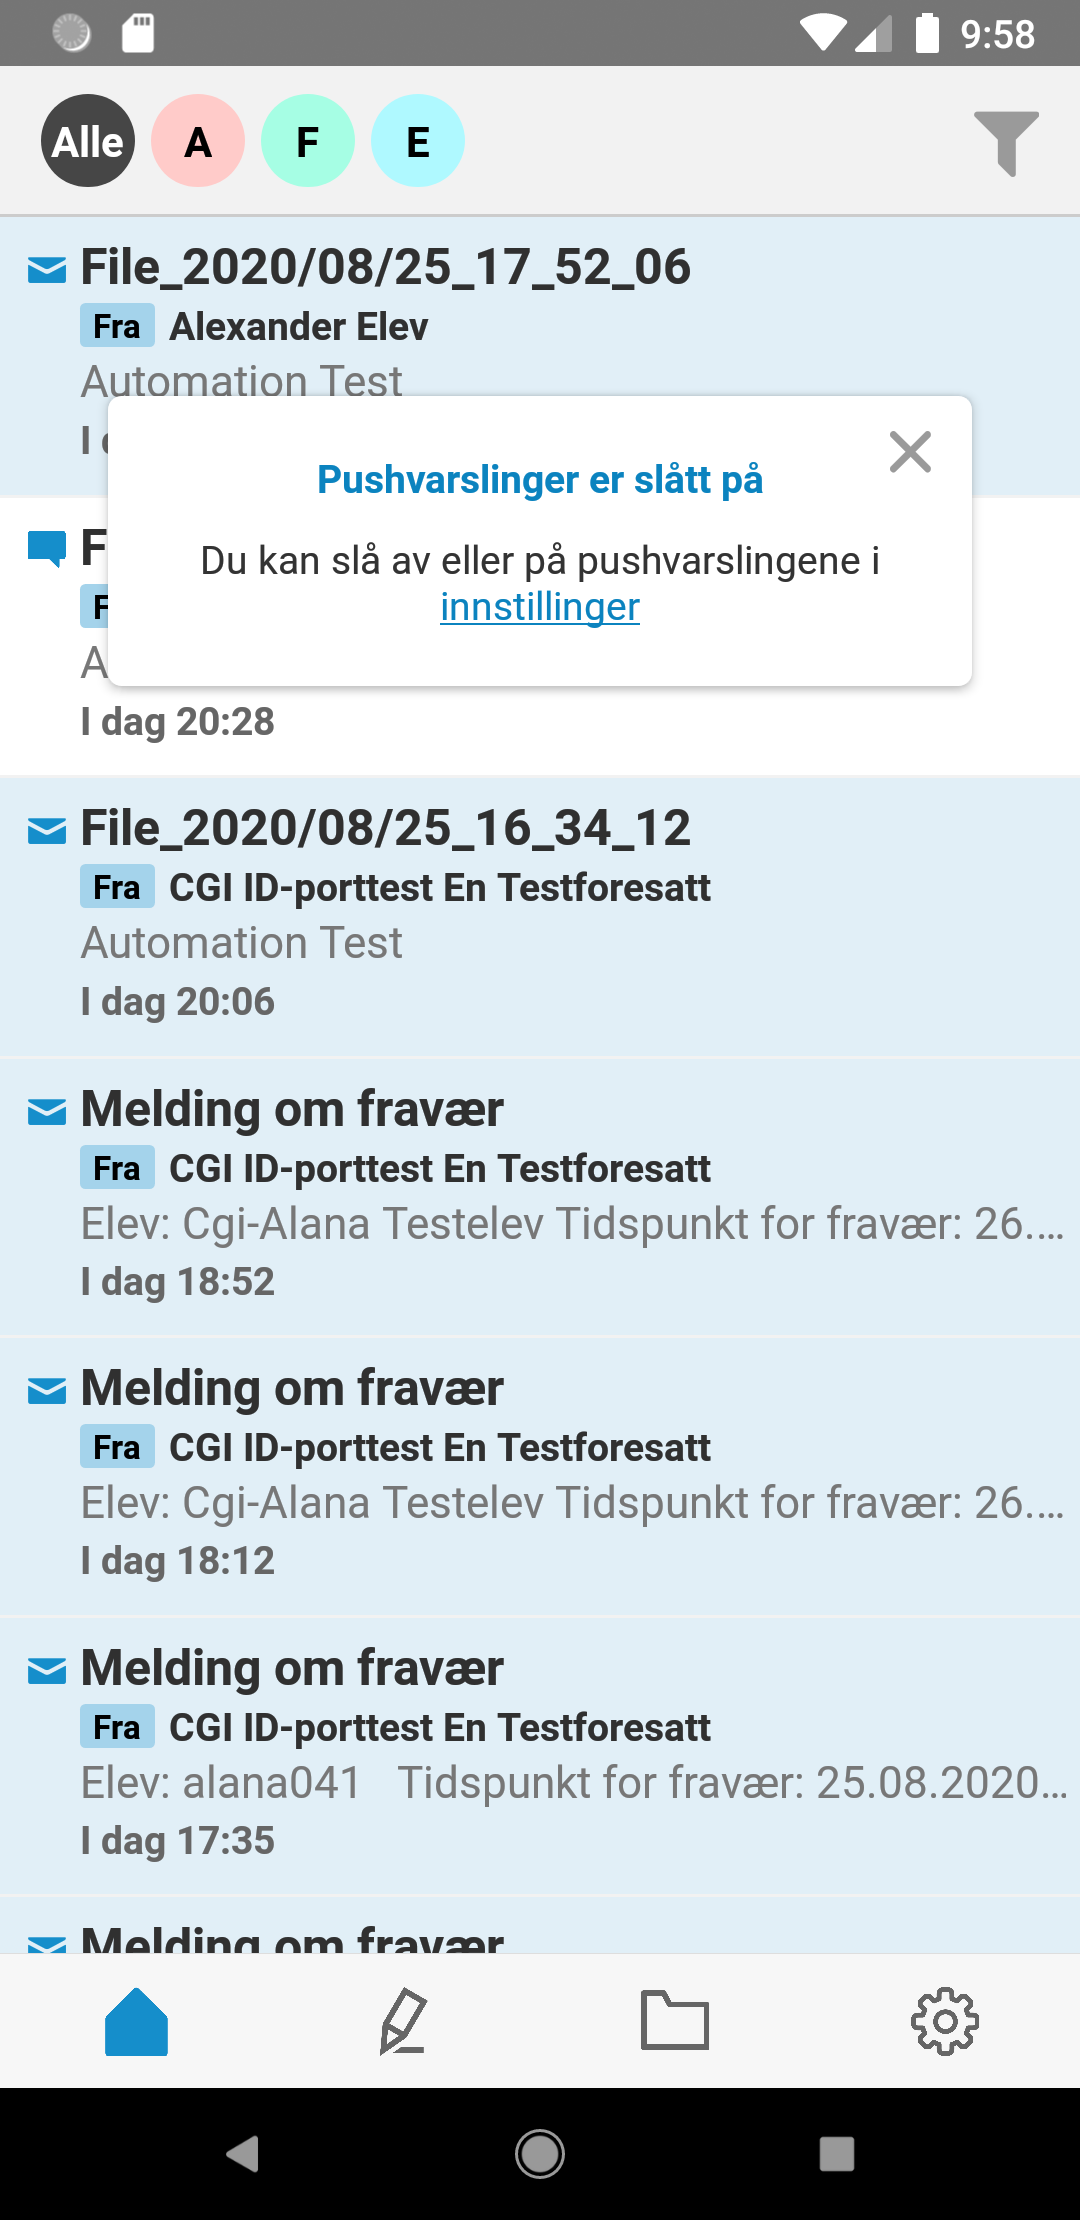 9:58
Alle A F E
File_2020/08/25_17_52_06
Fra Alexander Elev
Automation Test
Pushvarslinger er slått på
Du kan slå av eller på pushvarslingene i
innstillinger
I dag 20:28
File_2020/08/25_16_34_12
Fra CGI ID-porttest En Testforesatt
Automation Test
I dag 20:06
Melding om fravær
Fra CGI ID-porttest En Testforesatt
Elev: Cgi-Alana Testelev Tidspunkt for fravær: 26....
I dag 18:52
Melding om fravær
Fra CGI ID-porttest En Testforesatt
Elev: Cgi-Alana Testelev Tidspunkt for fravær: 26....
I dag 18:12
Melding om fravær
Fra CGI ID-porttest En Testforesatt
Elev: alana041 Tidspunkt for fravær: 25.08.2020...
I dag 17:35
Melding om fravær